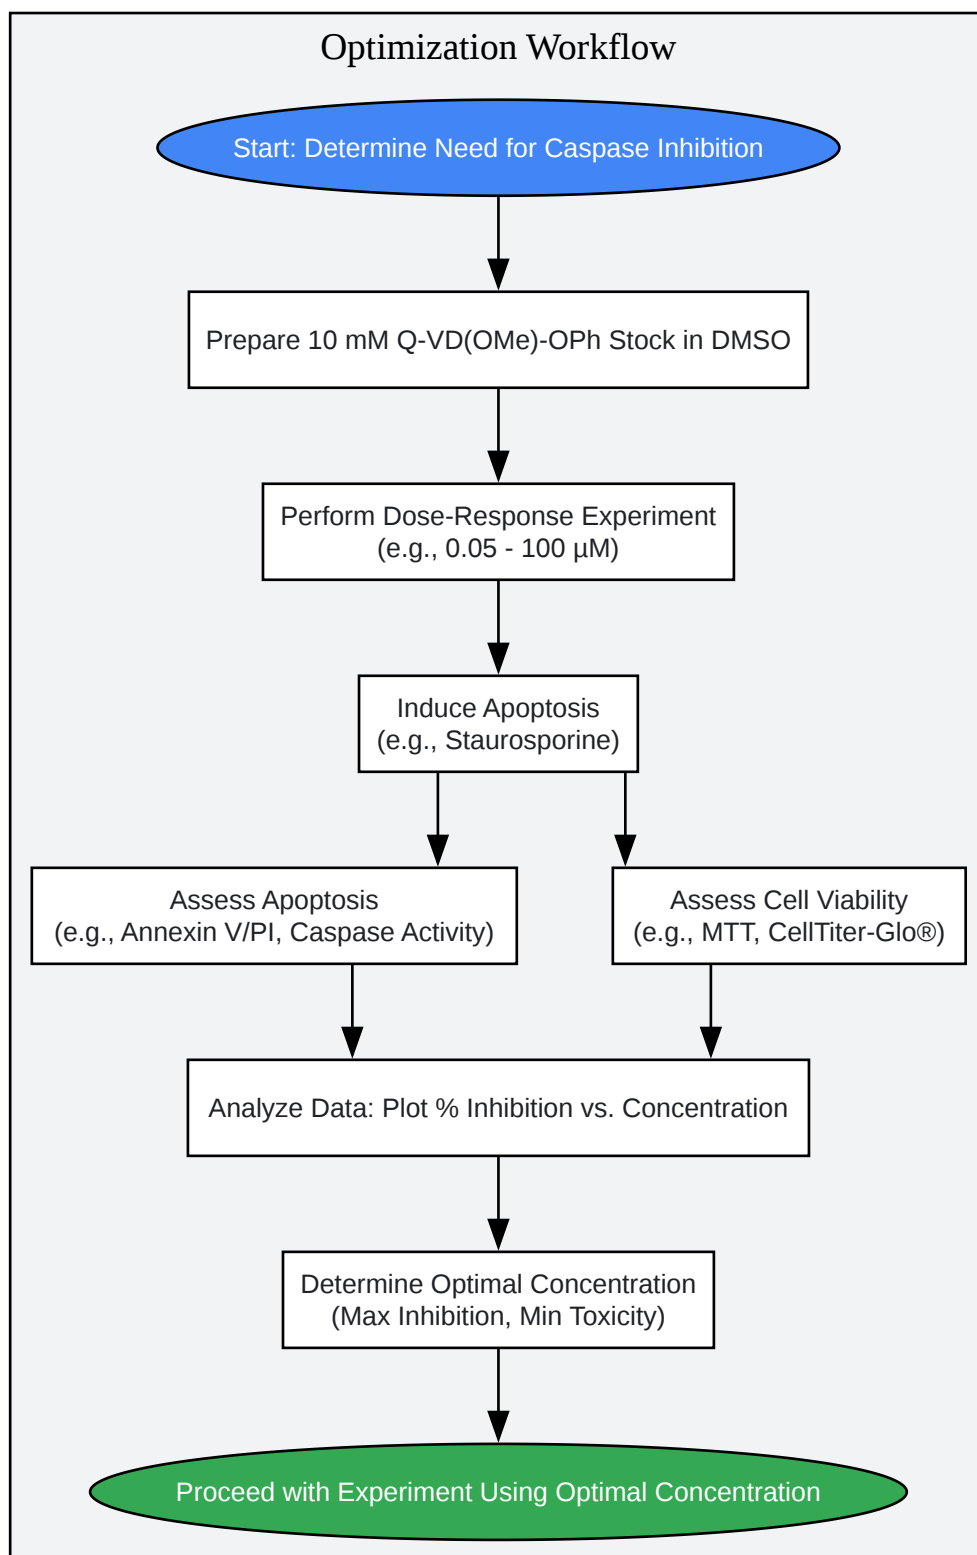 Optimization Workflow
Start: Determine Need for Caspase Inhibition
Prepare 10 mM Q-VD(OMe)-OPh Stock in DMSO
Perform Dose-Response Experiment
(e.g., 0.05 - 100 µM)
Induce Apoptosis
(e.g., Staurosporine)
Assess Apoptosis
(e.g., Annexin V/PI, Caspase Activity)
Assess Cell Viability
(e.g., MTT, CellTiter-Glo®)
Analyze Data: Plot % Inhibition vs. Concentration
Determine Optimal Concentration
(Max Inhibition, Min Toxicity)
Proceed with Experiment Using Optimal Concentration